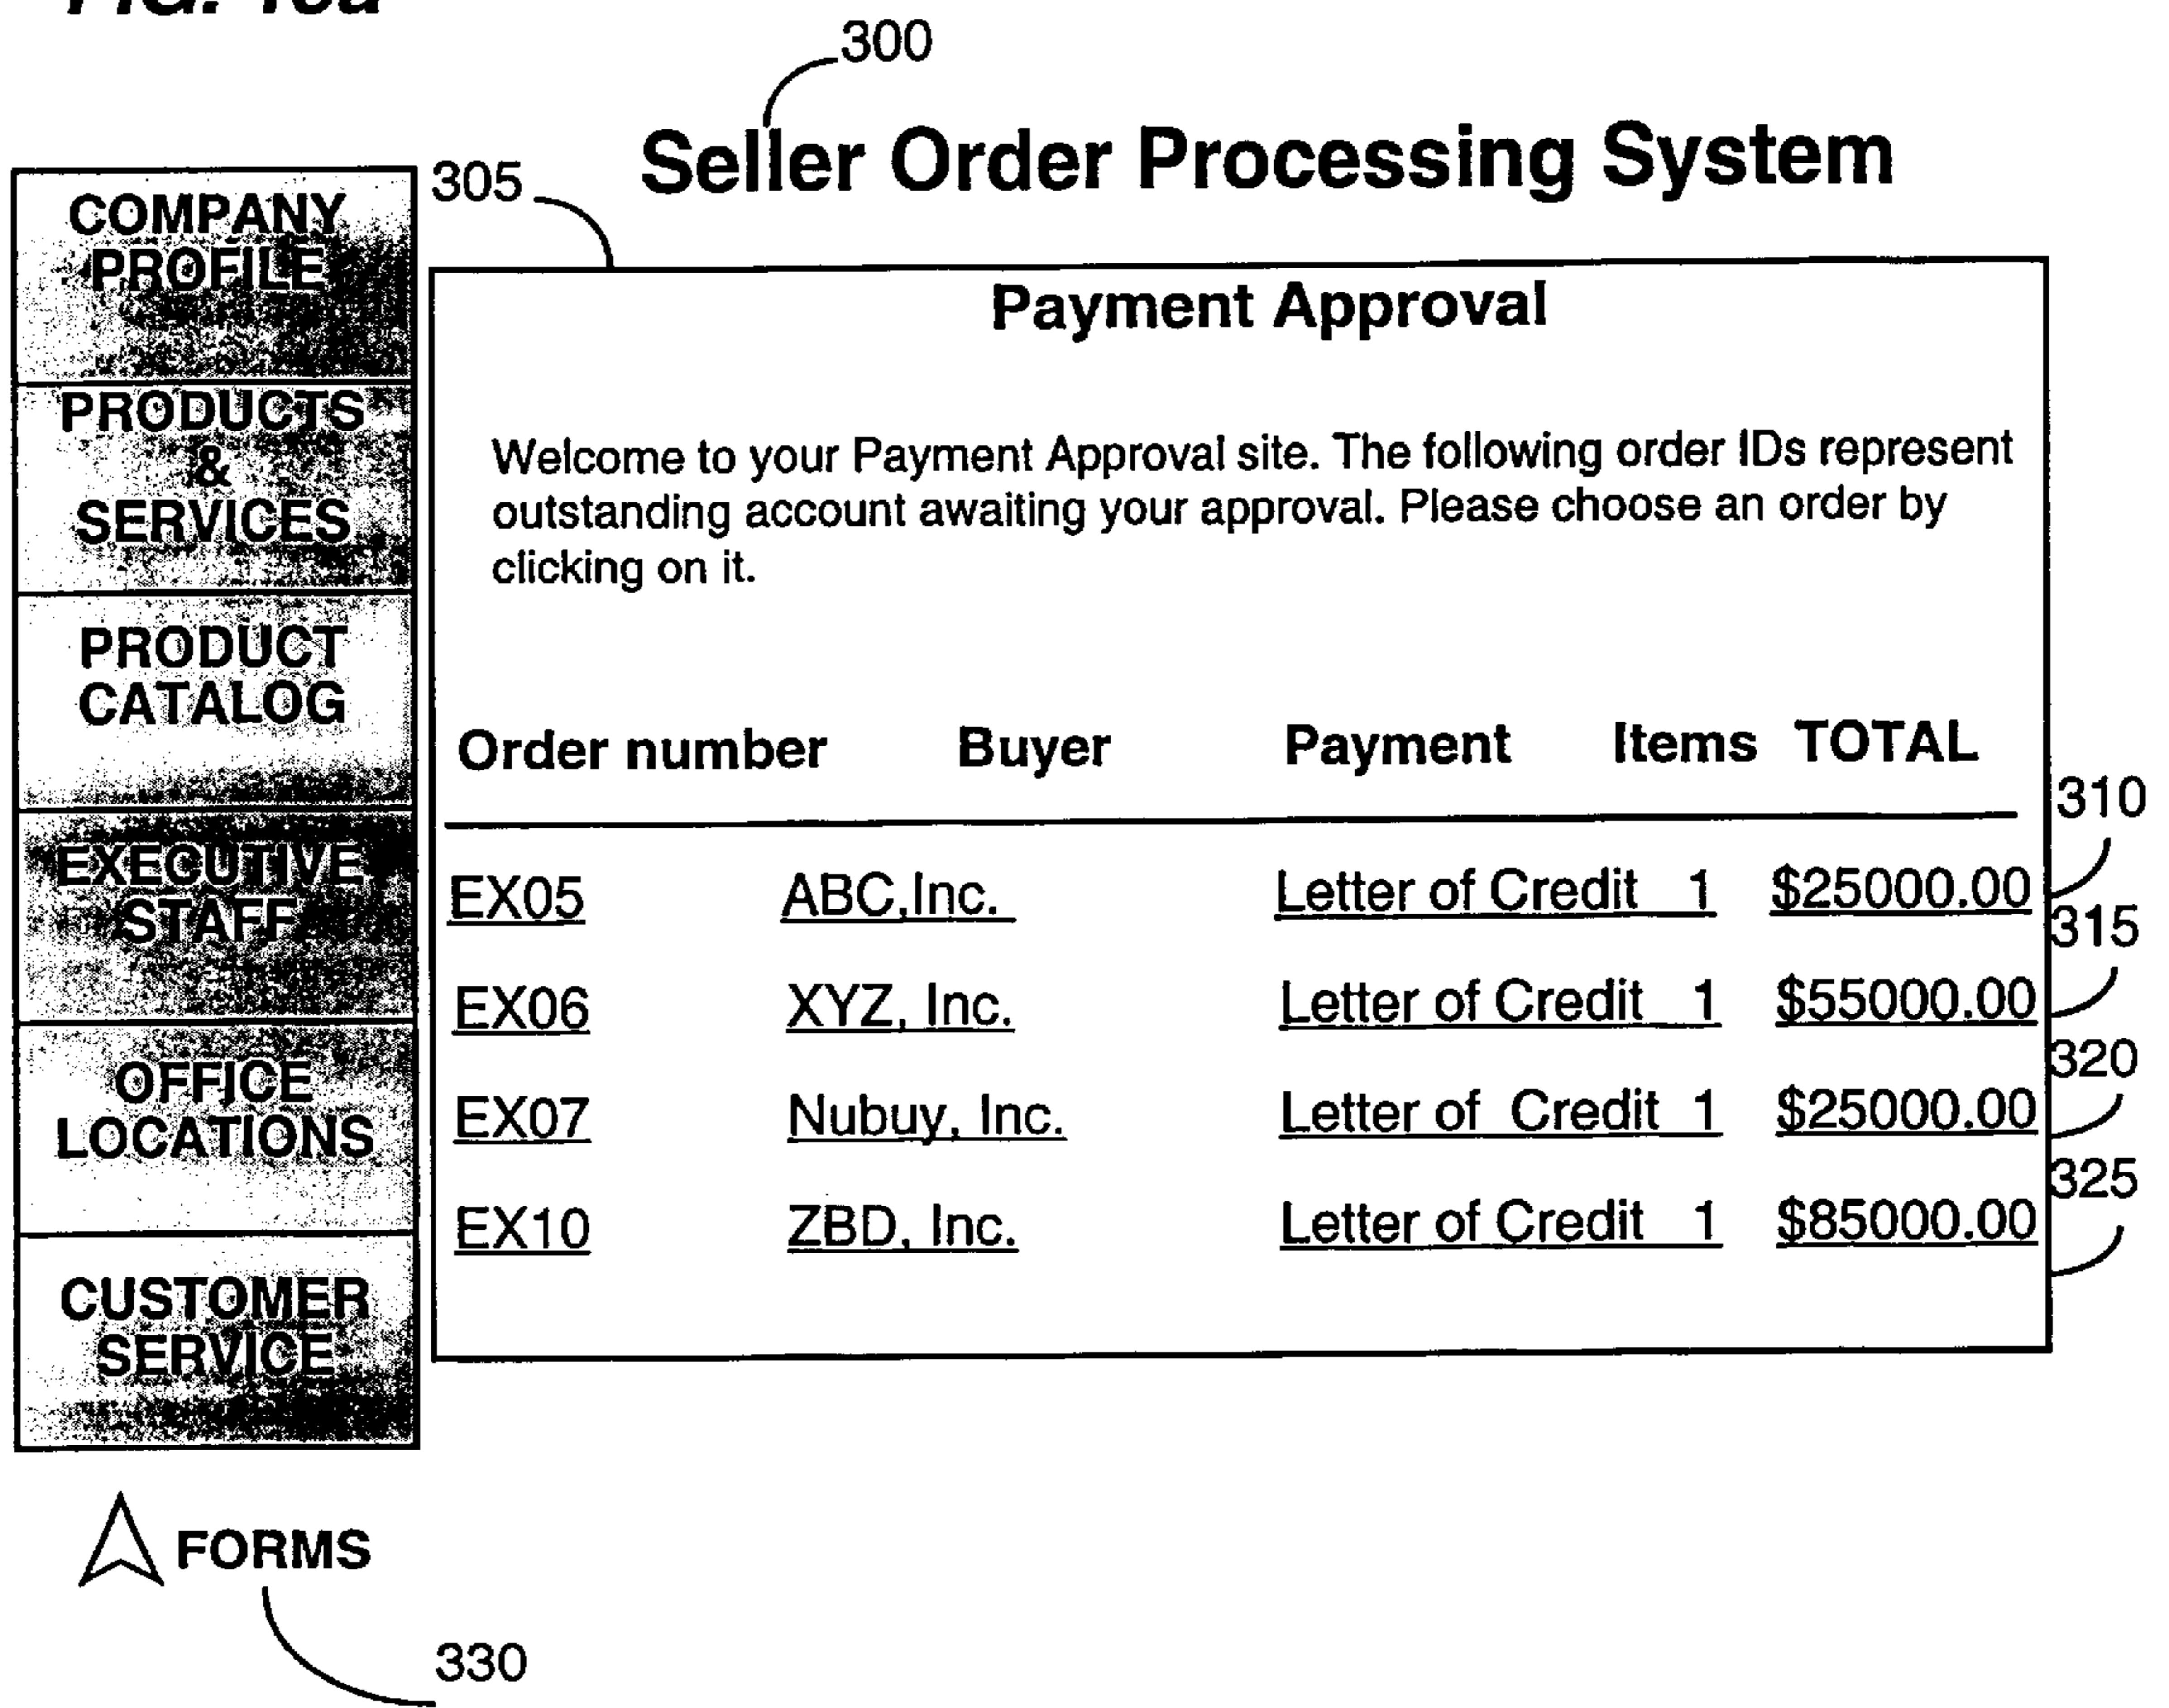 300
Seller Order Processing System
305
COMPANY
PROFILE
PRODUCTS
&
SERVICES
PRODUCT
CATALOG
EXECUTIVE
STAFF
OFFICE
LOCATIONS
CUSTOMER
SERVICE
Payment Approval
Welcome to your Payment Approval site. The following order IDs represent
outstanding account awaiting your approval. Please choose an order by
clicking on it.
Order number Buyer Payment Items TOTAL
310
EX05 ABC,Inc. Letter of Credit 1 $25000.00
315
EX06 XYZ, Inc. Letter of Credit 1 $55000.00
320
EX07 Nubuy, Inc. Letter of Credit 1 $25000.00
325
EX10 ZBD, Inc. Letter of Credit 1 $85000.00
FORMS
330